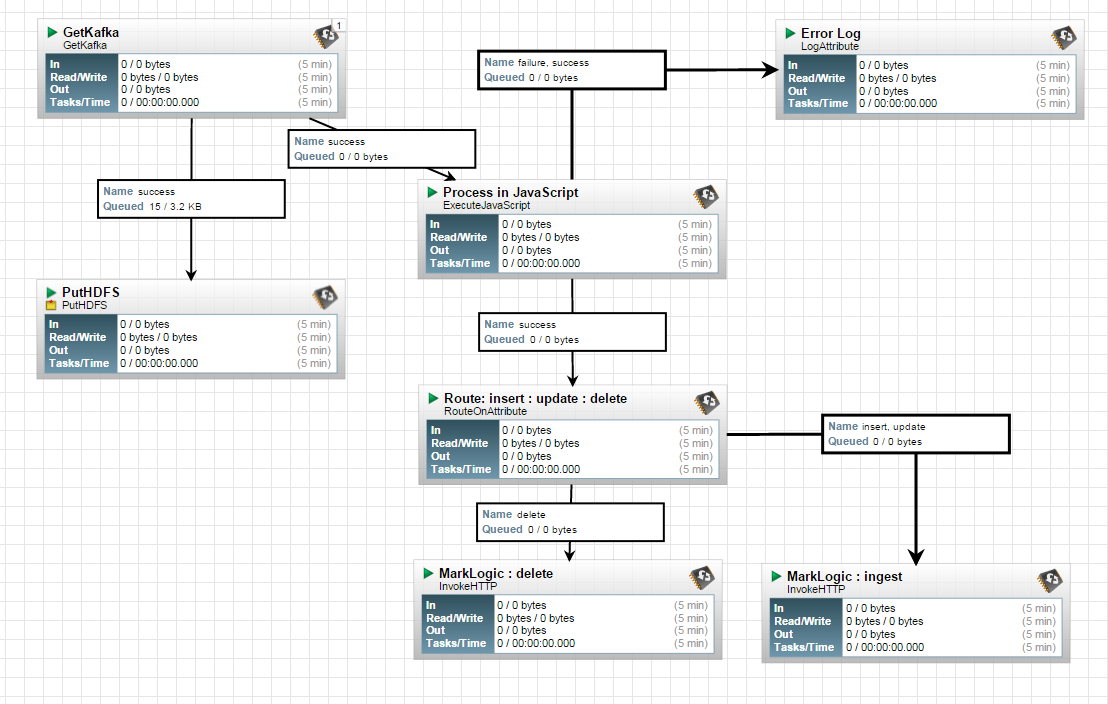 GetKafka
GetKafka
1
In 0 / 0 bytes (5 min)
Read/Write 0 bytes / 0 bytes (5 min)
Out 0 / 0 bytes (5 min)
Tasks/Time 0 / 00:00:00.000 (5 min)
Name failure, success
Queued 0 / 0 bytes
Error Log
LogAttribute
In 0 / 0 bytes (5 min)
Read/Write 0 bytes / 0 bytes (5 min)
Out 0 / 0 bytes (5 min)
Tasks/Time 0 / 00:00:00.000 (5 min)
Name success
Queued 0 / 0 bytes
Name success
Queued 15 / 3.2 KB
Process in JavaScript
ExecuteJavaScript
In 0 / 0 bytes (5 min)
Read/Write 0 bytes / 0 bytes (5 min)
Out 0 / 0 bytes (5 min)
Tasks/Time 0 / 00:00:00.000 (5 min)
PutHDFS
PutHDFS
In 0 / 0 bytes (5 min)
Read/Write 0 bytes / 0 bytes (5 min)
Out 0 / 0 bytes (5 min)
Tasks/Time 0 / 00:00:00.000 (5 min)
Name success
Queued 0 / 0 bytes
Route: insert : update : delete
RouteOnAttribute
In 0 / 0 bytes (5 min)
Read/Write 0 bytes / 0 bytes (5 min)
Out 0 / 0 bytes (5 min)
Tasks/Time 0 / 00:00:00.000 (5 min)
Name insert, update
Queued 0 / 0 bytes
Name delete
Queued 0 / 0 bytes
MarkLogic : delete
InvokeHTTP
In 0 / 0 bytes (5 min)
Read/Write 0 bytes / 0 bytes (5 min)
Out 0 / 0 bytes (5 min)
Tasks/Time 0 / 00:00:00.000 (5 min)
MarkLogic : ingest
InvokeHTTP
In 0 / 0 bytes (5 min)
Read/Write 0 bytes / 0 bytes (5 min)
Out 0 / 0 bytes (5 min)
Tasks/Time 0 / 00:00:00.000 (5 min)